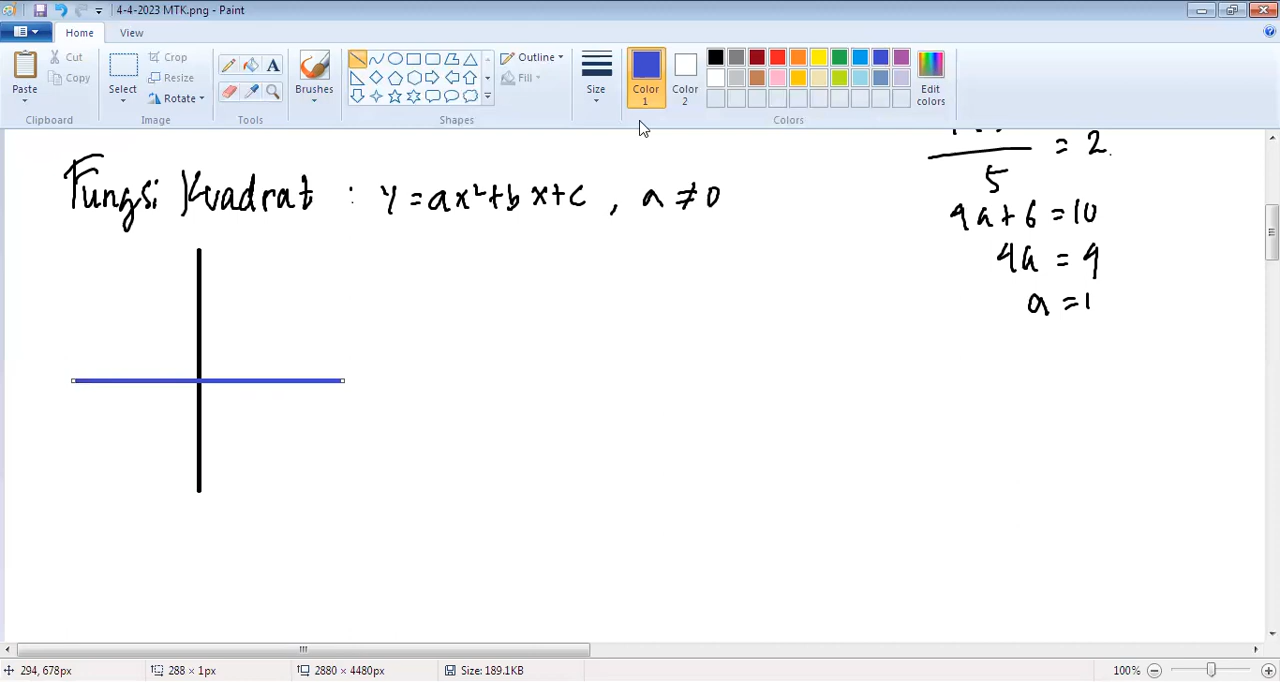 4-4-2023 MTK.png - Paint
Home
View
Paste
Cut
Copy
Clipboard
Select
Crop
Resize
Rotate
Image
A
Tools
Brushes
Outline
Fill
Shapes
Size
Color 1
Color 2
Edit colors
Colors
Fungsi Kuadrat : y = ax²+bx+c , a ≠ 0
5
= 2
4a+6 = 10
4a = 4
a = 1
294, 678px
288 × 1px
2880 × 4480px
Size: 189.1KB
100%